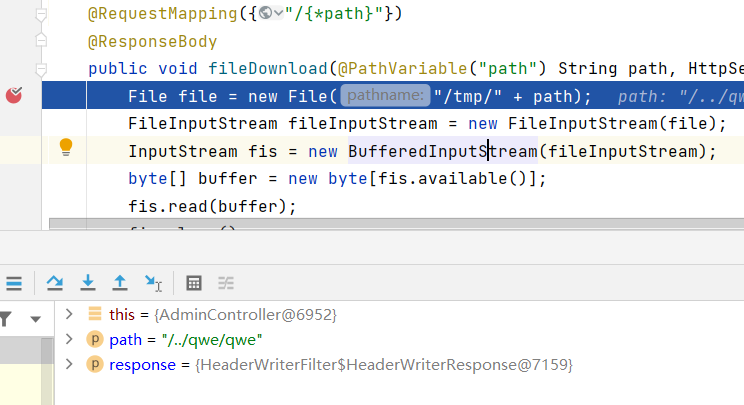 @RequestMapping({"/{*path}"})
@ResponseBody
public void fileDownload(@PathVariable("path") String path, HttpSe
File file = new File( pathname: "/tmp/" + path); path: "/../qw
FileInputStream fileInputStream = new FileInputStream(file);
InputStream fis = new BufferedInputStream(fileInputStream);
byte[] buffer = new byte[fis.available()];
fis.read(buffer);
this = {AdminController@6952}
path = "/../qwe/qwe"
response = {HeaderWriterFilter$HeaderWriterResponse@7159}